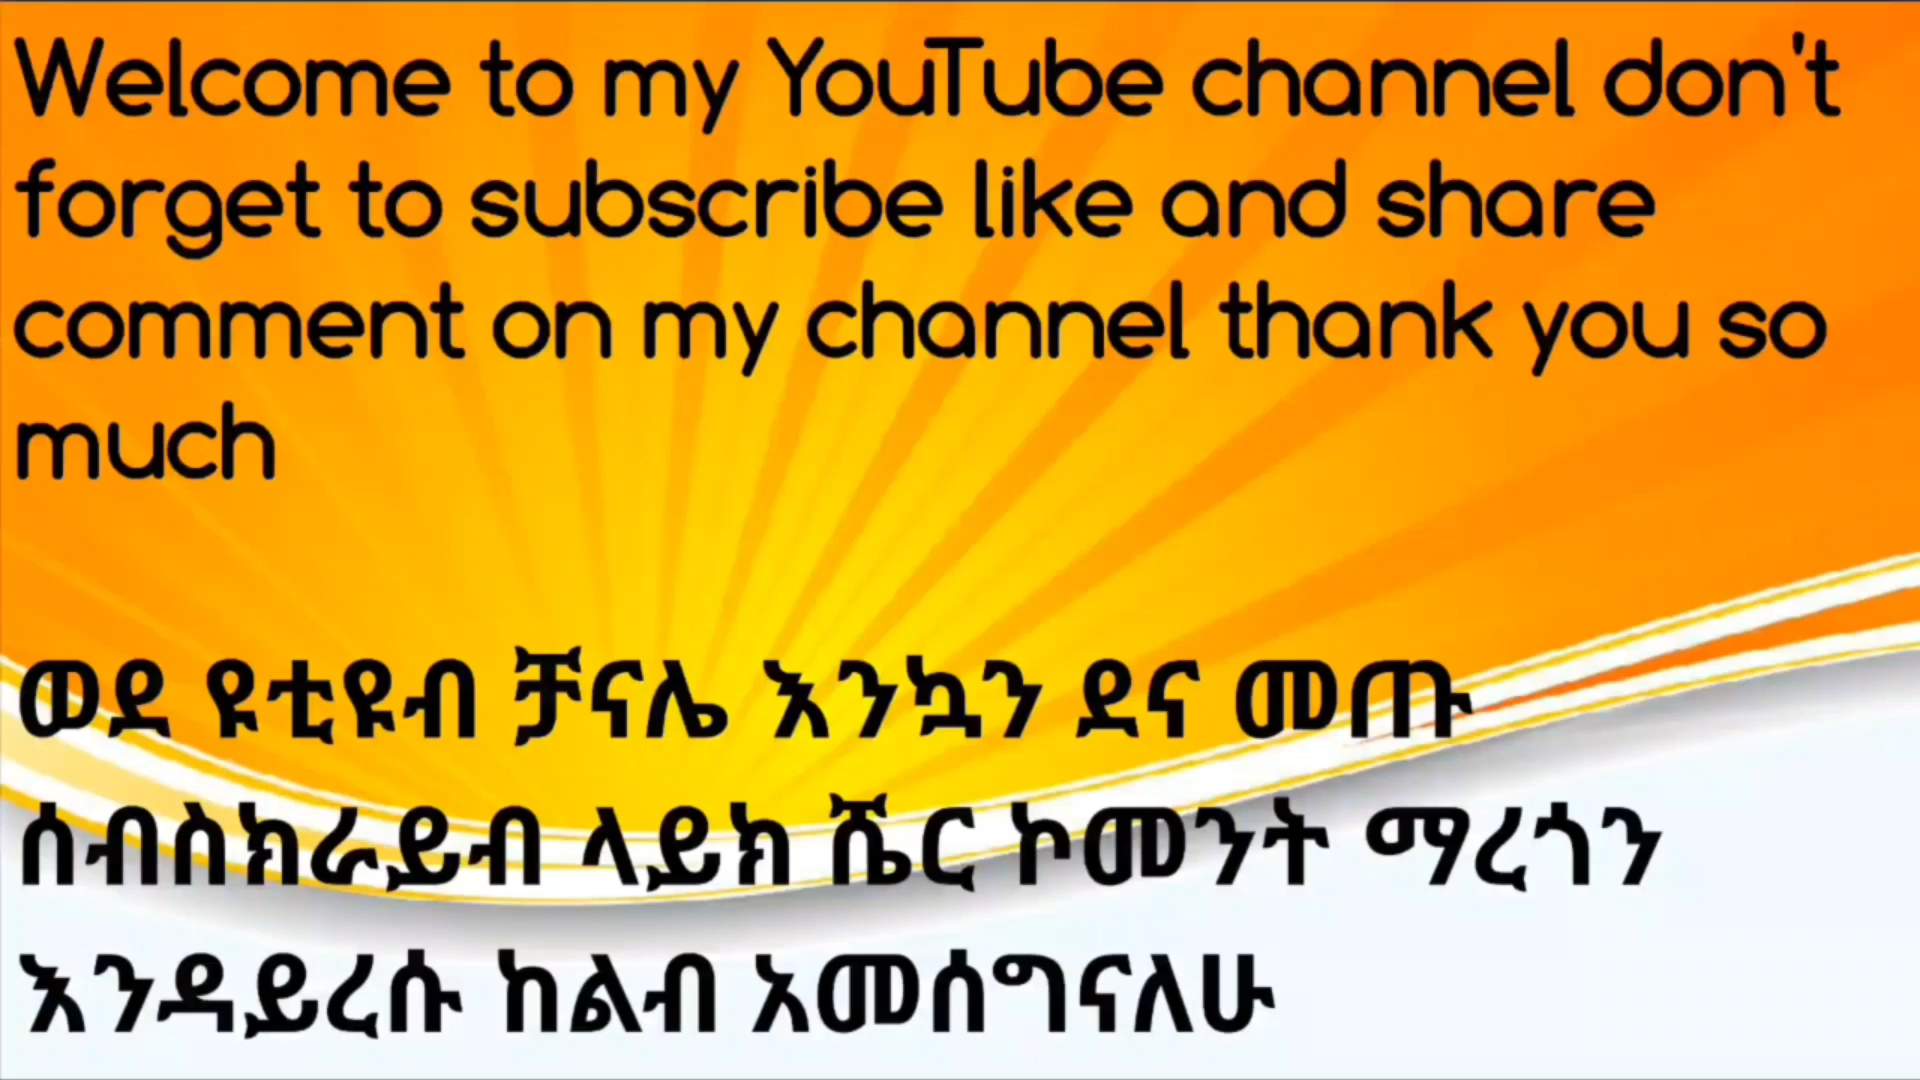 Welcome to my YouTube channel don't
forget to subscribe like and share
comment on my channel thank you so
much
ወደ ዩቲዩብ ቻናሌ እንኳን ደና መጡ
ሰብስክራይብ ላይክ ሼር ኮመንት ማረጎን
እንዳይረሱ ከልብ አመሰግናለሁ